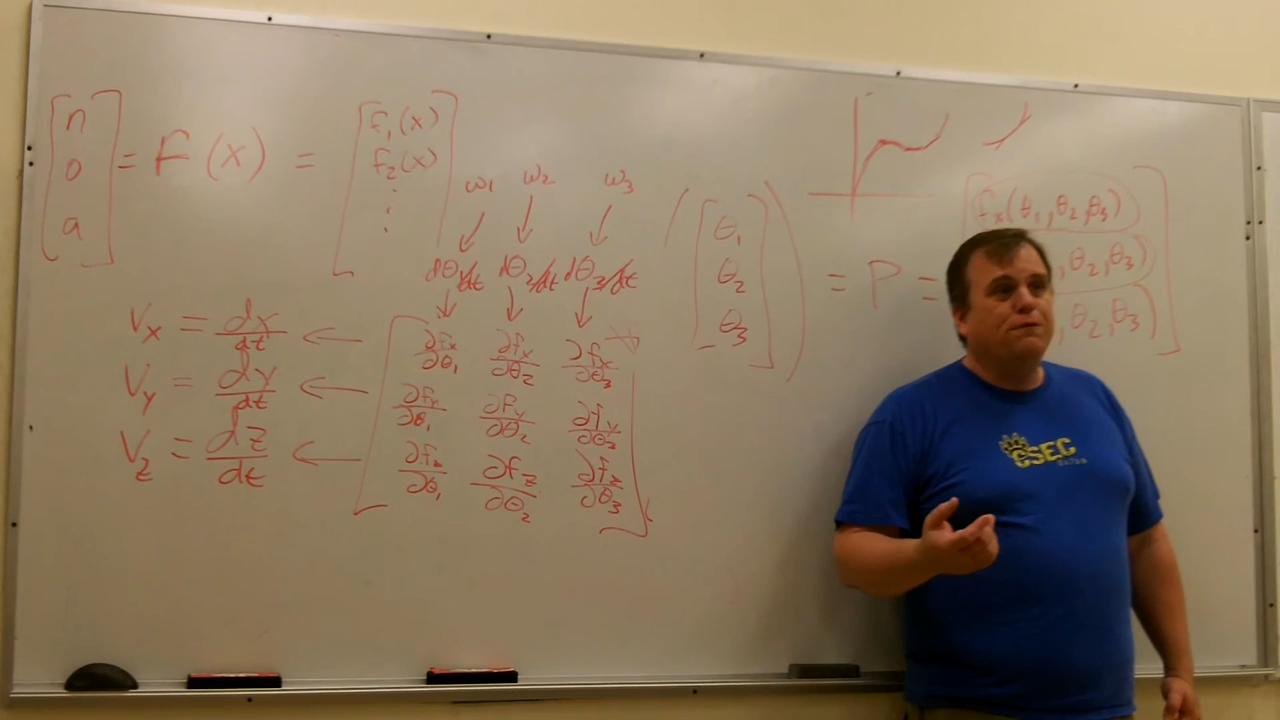 [n o a] = F(x) = [f₁(x) f₂(x) ⋮]
ω₁ ω₂ ω₃
dθ₁/dt dθ₂/dt dθ₃/dt
Vx = dx/dt ← ∂fx/∂θ₁ ∂fx/∂θ₂ ∂fx/∂θ₃
Vy = dy/dt ← ∂fy/∂θ₁ ∂fy/∂θ₂ ∂fy/∂θ₃
Vz = dz/dt ← ∂fz/∂θ₁ ∂fz/∂θ₂ ∂fz/∂θ₃
([θ₁ θ₂ θ₃]) = P =
[fx(θ₁,θ₂,θ₃)
,θ₂,θ₃)
,θ₂,θ₃)]
CSEC